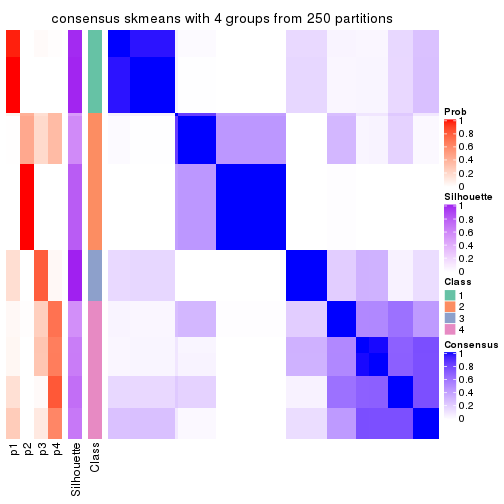 consensus skmeans with 4 groups from 250 partitions
Prob
1
0.8
0.6
0.4
0.2
0
Silhouette
1
0.8
0.6
0.4
0.2
0
Class
1
2
3
4
Consensus
1
0.8
0.6
0.4
0.2
0
p1
p2
p3
p4
Silhouette
Class